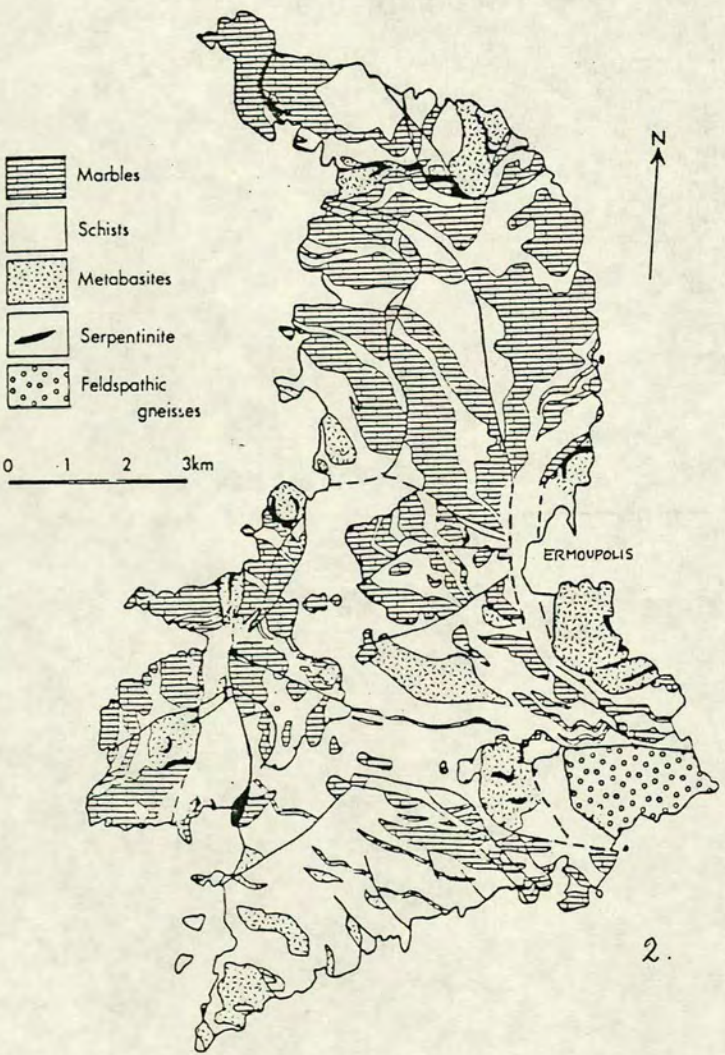 N
Marbles
Schists
Metabasites
Serpentinite
Feldspathic
gneisses
0 1 2 3km
ERMOUPOLIS
2.